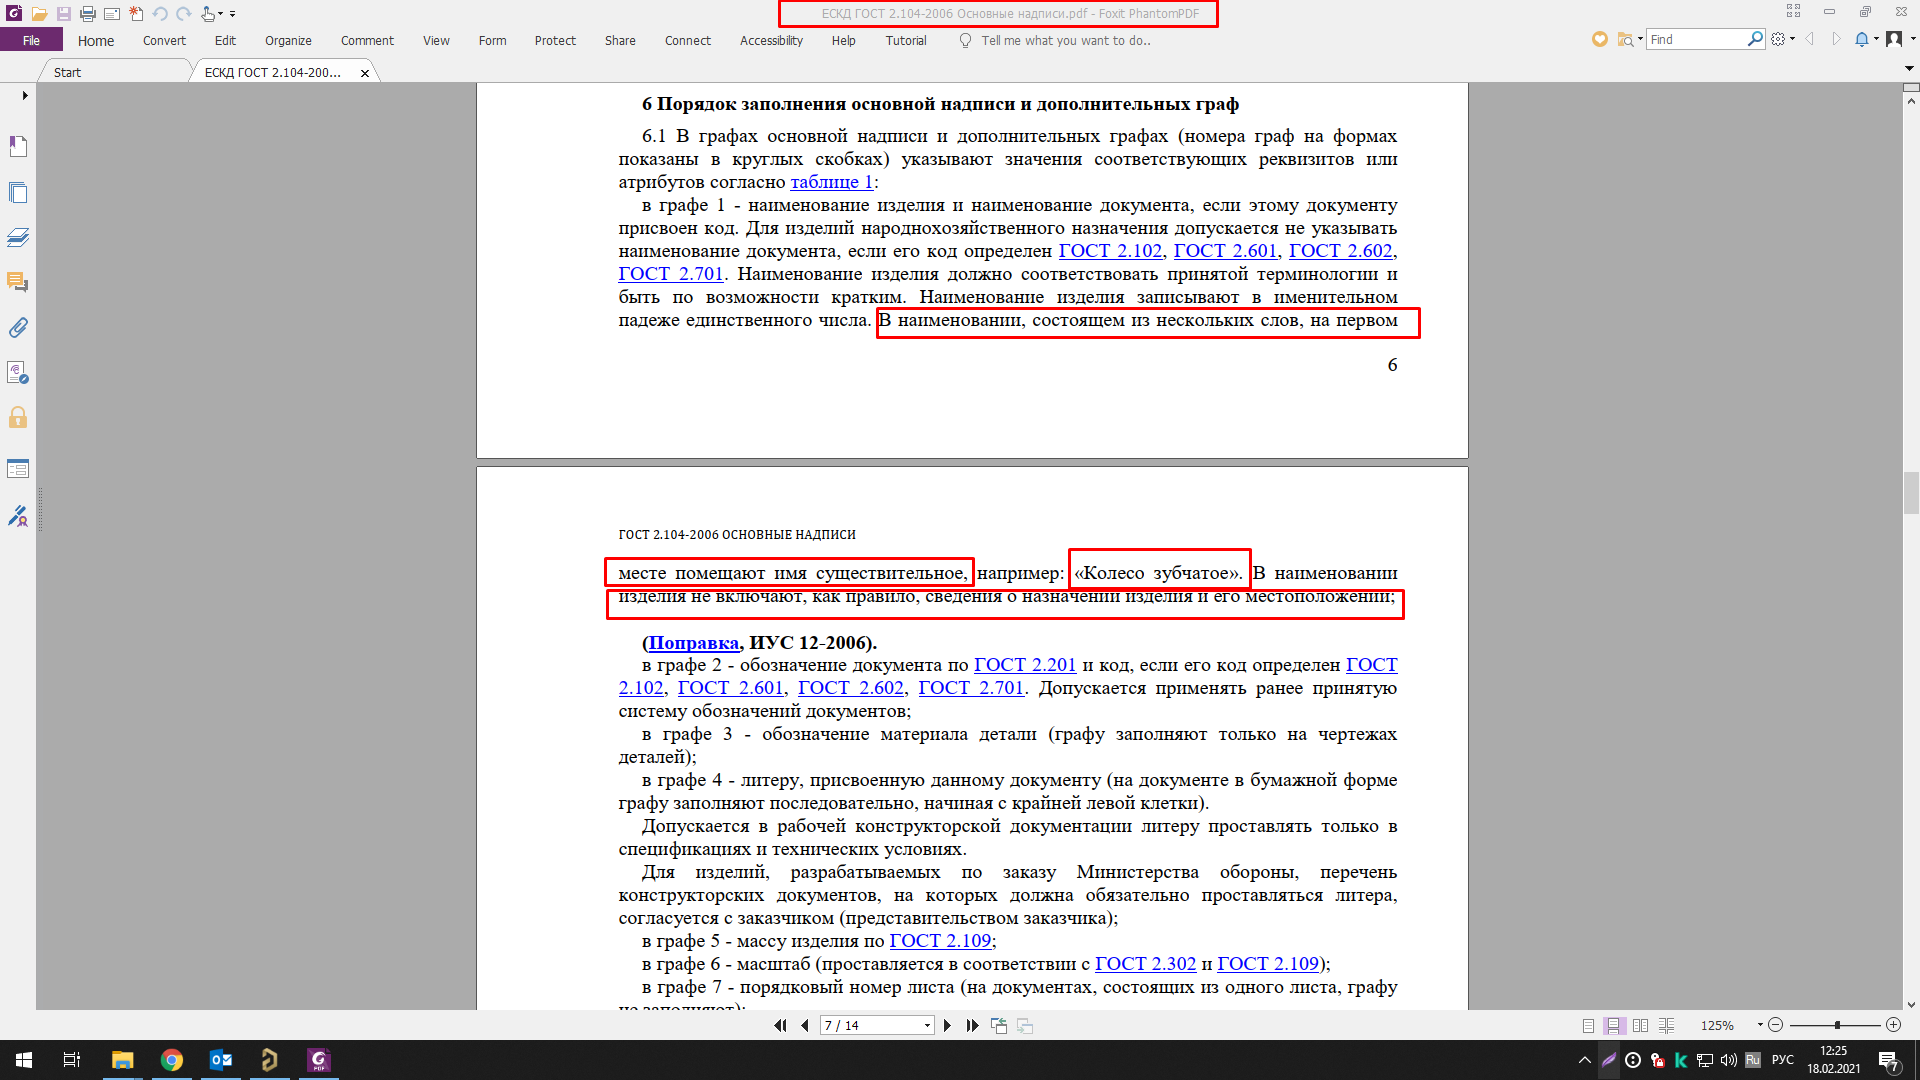 ЕСКД ГОСТ 2.104-2006 Основные надписи.pdf - Foxit PhantomPDF
File Home Convert Edit Organize Comment View Form Protect Share Connect Accessibility Help Tutorial Tell me what you want to do.. Find
Start ЕСКД ГОСТ 2.104-200...
6 Порядок заполнения основной надписи и дополнительных граф
6.1 В графах основной надписи и дополнительных графах (номера граф на формах
показаны в круглых скобках) указывают значения соответствующих реквизитов или
атрибутов согласно таблице 1:
в графе 1 - наименование изделия и наименование документа, если этому документу
присвоен код. Для изделий народнохозяйственного назначения допускается не указывать
наименование документа, если его код определен ГОСТ 2.102, ГОСТ 2.601, ГОСТ 2.602,
ГОСТ 2.701. Наименование изделия должно соответствовать принятой терминологии и
быть по возможности кратким. Наименование изделия записывают в именительном
падеже единственного числа. В наименовании, состоящем из нескольких слов, на первом
6
ГОСТ 2.104-2006 ОСНОВНЫЕ НАДПИСИ
месте помещают имя существительное, например: «Колесо зубчатое». В наименовании
изделия не включают, как правило, сведения о назначении изделия и его местоположении;
(Поправка, ИУС 12-2006).
в графе 2 - обозначение документа по ГОСТ 2.201 и код, если его код определен ГОСТ
2.102, ГОСТ 2.601, ГОСТ 2.602, ГОСТ 2.701. Допускается применять ранее принятую
систему обозначений документов;
в графе 3 - обозначение материала детали (графу заполняют только на чертежах
деталей);
в графе 4 - литеру, присвоенную данному документу (на документе в бумажной форме
графу заполняют последовательно, начиная с крайней левой клетки).
Допускается в рабочей конструкторской документации литеру проставлять только в
спецификациях и технических условиях.
Для изделий, разрабатываемых по заказу Министерства обороны, перечень
конструкторских документов, на которых должна обязательно проставляться литера,
согласуется с заказчиком (представительством заказчика);
в графе 5 - массу изделия по ГОСТ 2.109;
в графе 6 - масштаб (проставляется в соответствии с ГОСТ 2.302 и ГОСТ 2.109);
в графе 7 - порядковый номер листа (на документах, состоящих из одного листа, графу
не заполняют);
7 / 14 125%
Ru РУС 12:25
18.02.2021 7